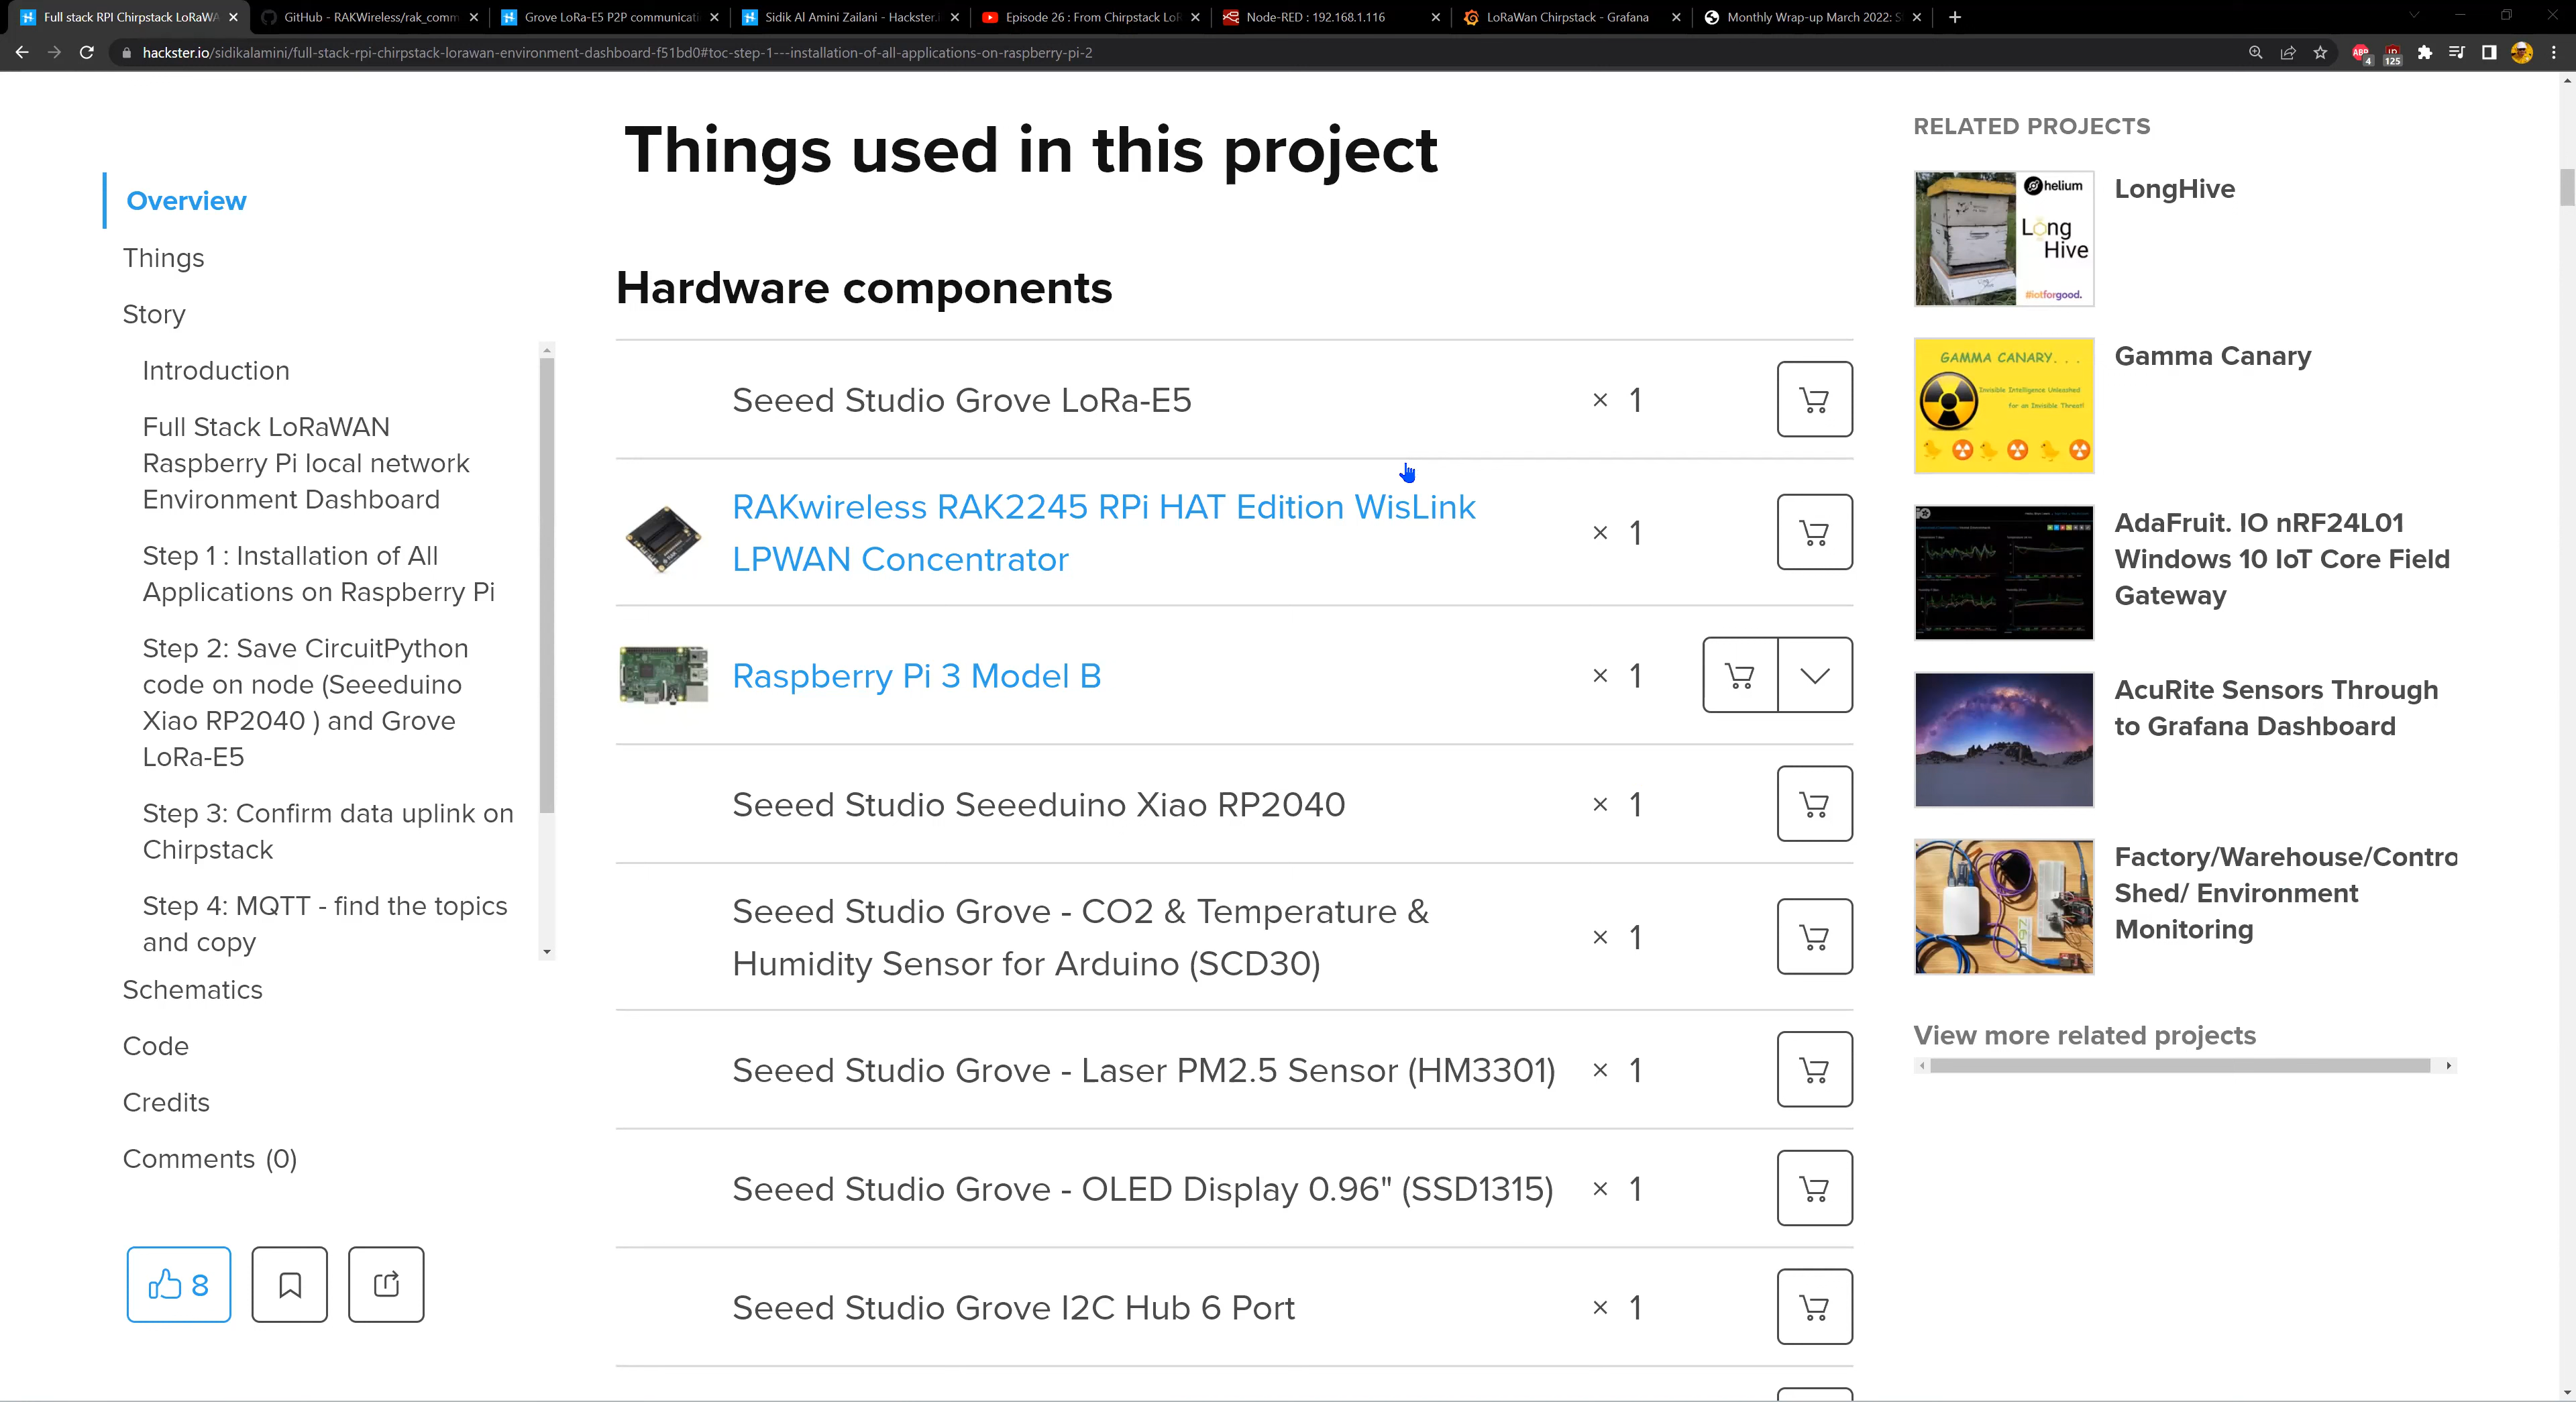 Full stack RPI Chirpstack LoRaWA
GitHub - RAKWireless/rak_comm
Grove LoRa-E5 P2P communicati
Sidik Al Amini Zailani - Hackster.i
Episode 26 : From Chirpstack LoR
Node-RED : 192.168.1.116
LoRaWan Chirpstack - Grafana
Monthly Wrap-up March 2022: S
hackster.io/sidikalamini/full-stack-rpi-chirpstack-lorawan-environment-dashboard-f51bd0#toc-step-1---installation-of-all-applications-on-raspberry-pi-2
ABP
4
125
Overview
Things
Story
Introduction
Full Stack LoRaWAN
Raspberry Pi local network
Environment Dashboard
Step 1 : Installation of All
Applications on Raspberry Pi
Step 2: Save CircuitPython
code on node (Seeeduino
Xiao RP2040 ) and Grove
LoRa-E5
Step 3: Confirm data uplink on
Chirpstack
Step 4: MQTT - find the topics
and copy
Schematics
Code
Credits
Comments (0)
8
Things used in this project
Hardware components
Seeed Studio Grove LoRa-E5 × 1
RAKwireless RAK2245 RPi HAT Edition WisLink
LPWAN Concentrator × 1
Raspberry Pi 3 Model B × 1
Seeed Studio Seeeduino Xiao RP2040 × 1
Seeed Studio Grove - CO2 & Temperature &
Humidity Sensor for Arduino (SCD30) × 1
Seeed Studio Grove - Laser PM2.5 Sensor (HM3301) × 1
Seeed Studio Grove - OLED Display 0.96" (SSD1315) × 1
Seeed Studio Grove I2C Hub 6 Port × 1
RELATED PROJECTS
helium
Long
Hive
#iotforgood.
LongHive
GAMMA CANARY. . .
Invisible Intelligence Unleashed
for an Invisible Threat!
Gamma Canary
AdaFruit. IO nRF24L01
Windows 10 IoT Core Field
Gateway
AcuRite Sensors Through
to Grafana Dashboard
Factory/Warehouse/Contro
Shed/ Environment
Monitoring
View more related projects